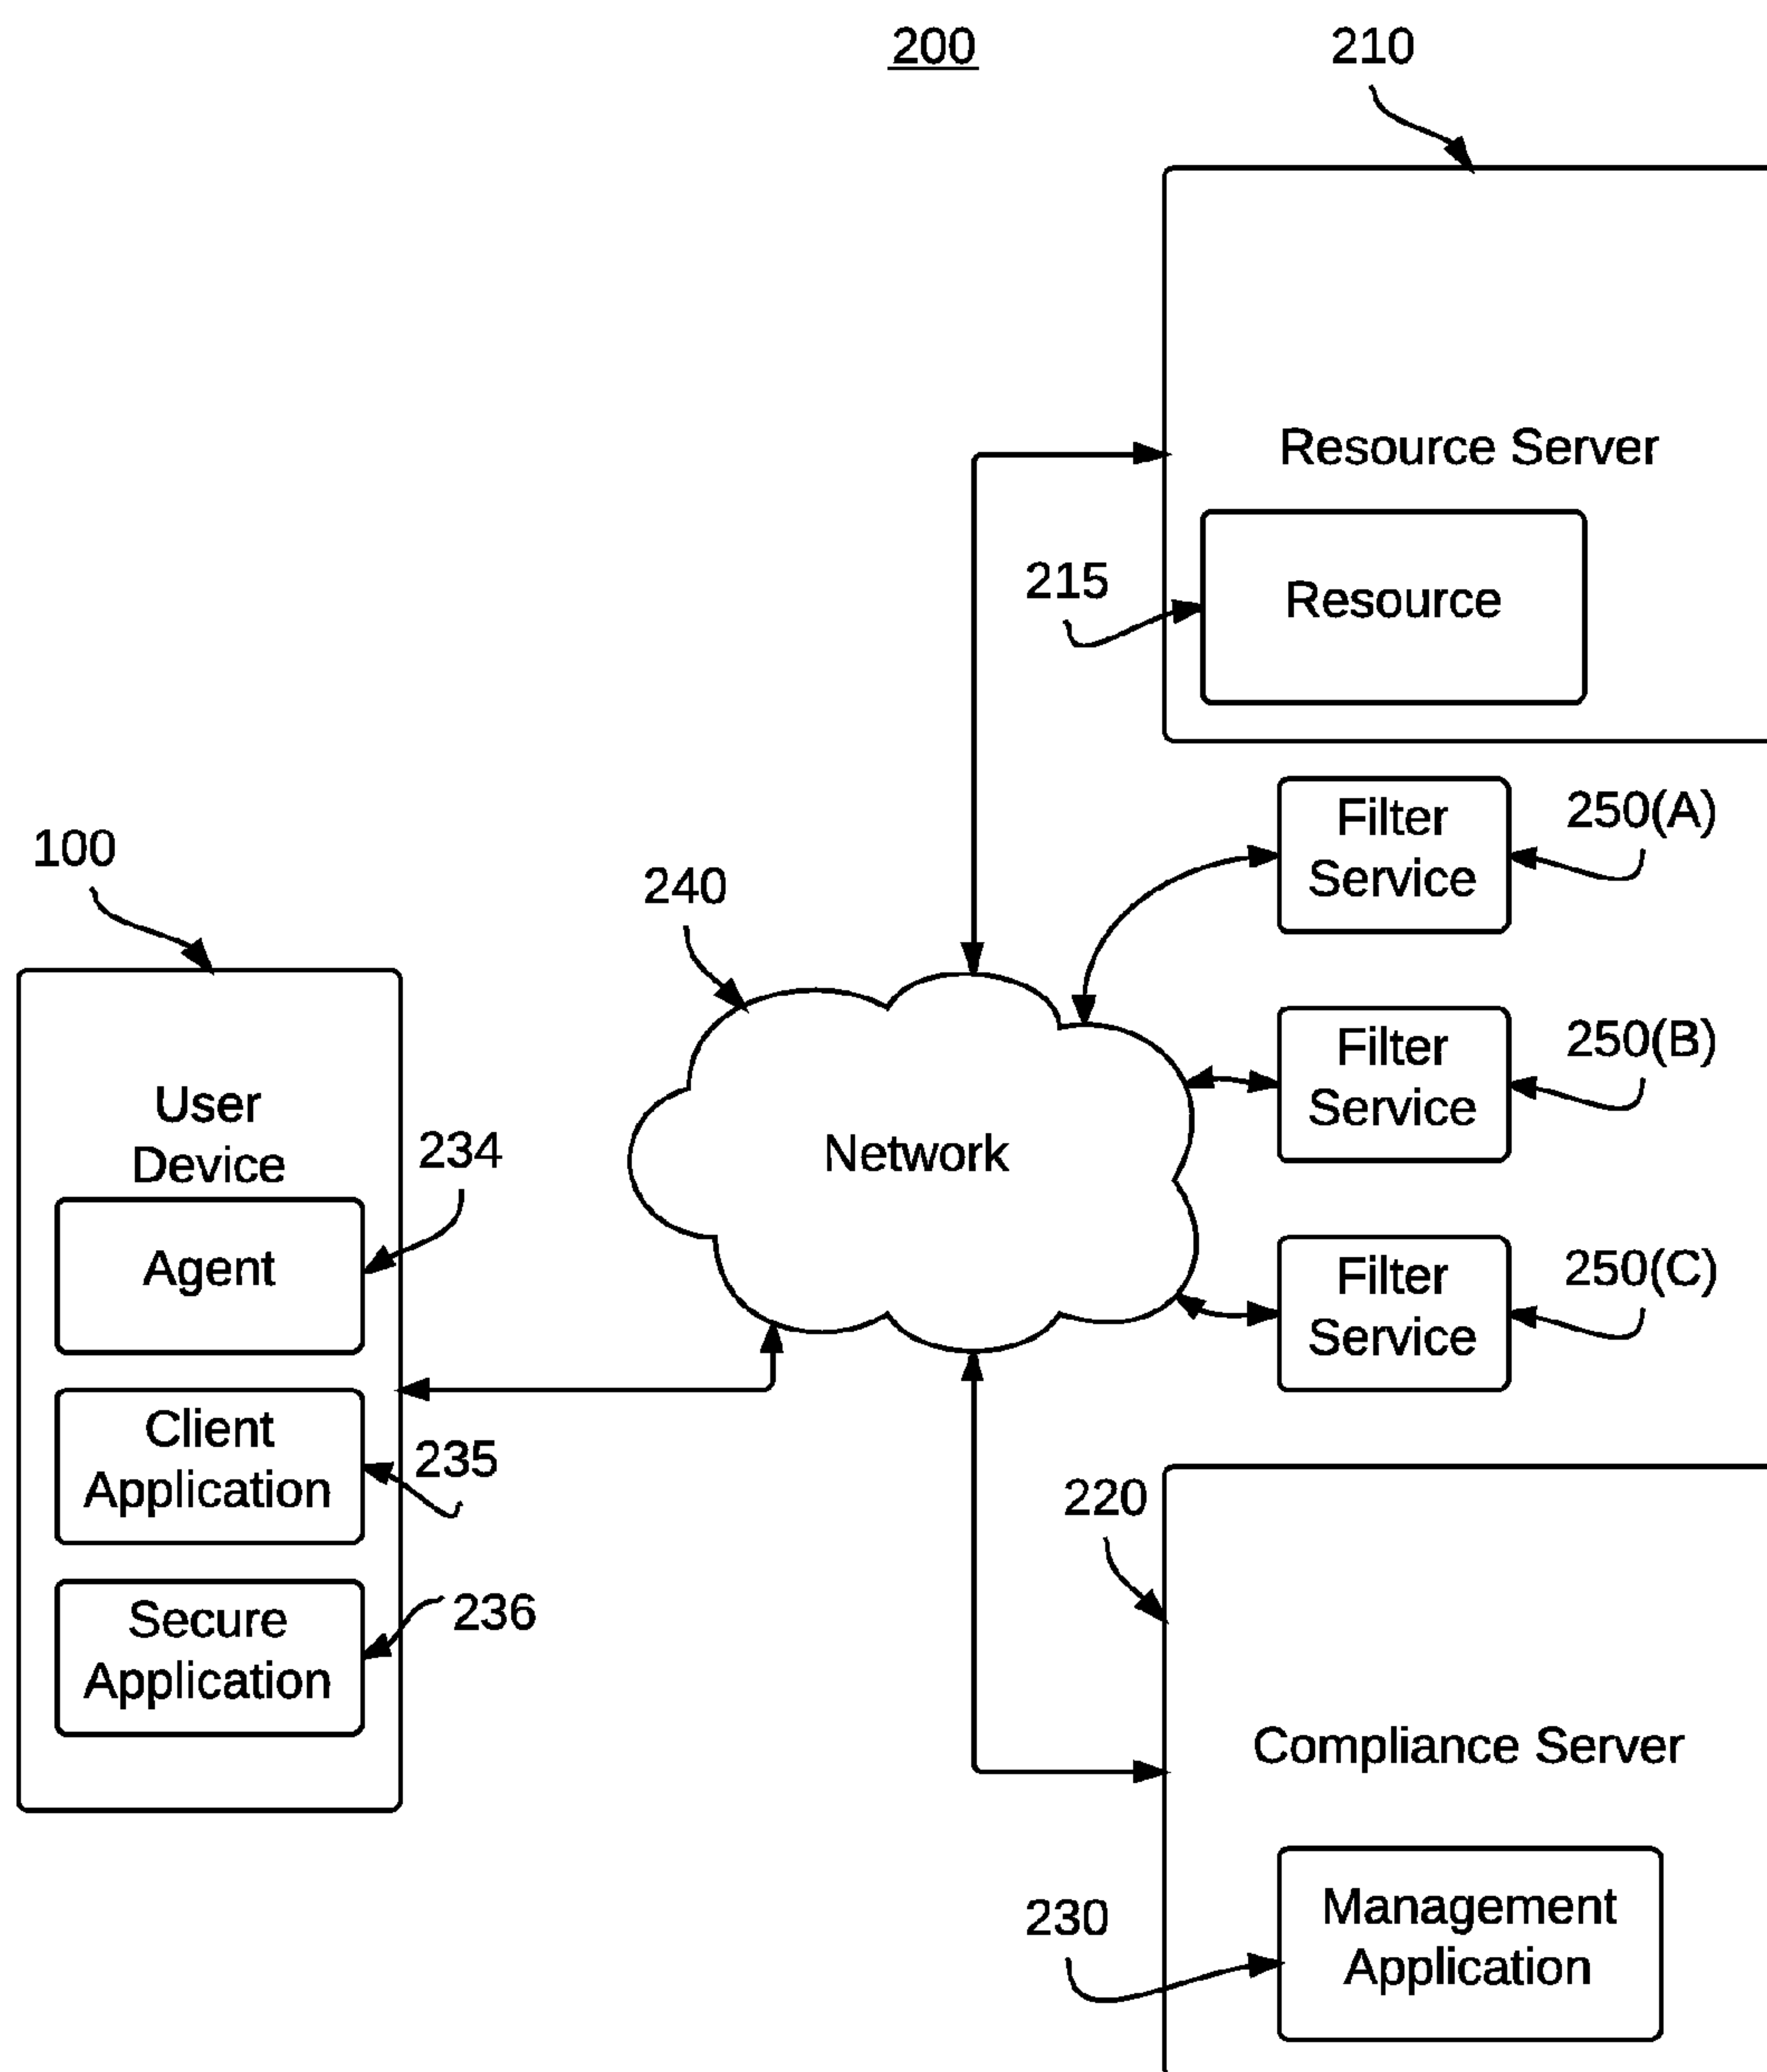 200
210
Resource Server
215
Resource
Filter
Service
250(A)
100
240
Filter
Service
250(B)
User
Device
234
Network
Agent
Filter
Service
250(C)
Client
Application
235
220
Secure
Application
236
Compliance Server
230
Management
Application